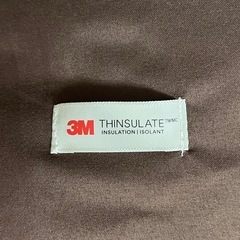 3M THINSULATE™MC
INSULATION | ISOLANT